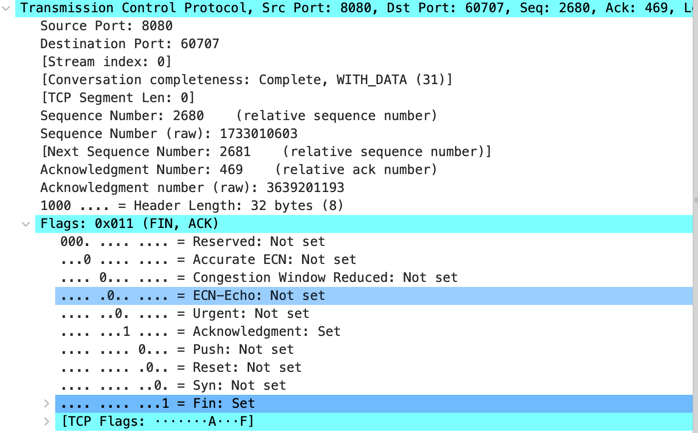 Transmission Control Protocol, Src Port: 8080, Dst Port: 60707, Seq: 2680, Ack: 469, L
Source Port: 8080
Destination Port: 60707
[Stream index: 0]
[Conversation completeness: Complete, WITH_DATA (31)]
[TCP Segment Len: 0]
Sequence Number: 2680    (relative sequence number)
Sequence Number (raw): 1733010603
[Next Sequence Number: 2681    (relative sequence number)]
Acknowledgment Number: 469    (relative ack number)
Acknowledgment number (raw): 3639201193
1000 .... = Header Length: 32 bytes (8)
Flags: 0x011 (FIN, ACK)
000. .... .... = Reserved: Not set
...0 .... .... = Accurate ECN: Not set
.... 0... .... = Congestion Window Reduced: Not set
.... .0.. .... = ECN-Echo: Not set
.... ..0. .... = Urgent: Not set
.... ...1 .... = Acknowledgment: Set
.... .... 0... = Push: Not set
.... .... .0.. = Reset: Not set
.... .... ..0. = Syn: Not set
.... .... ...1 = Fin: Set
[TCP Flags: ·······A···F]